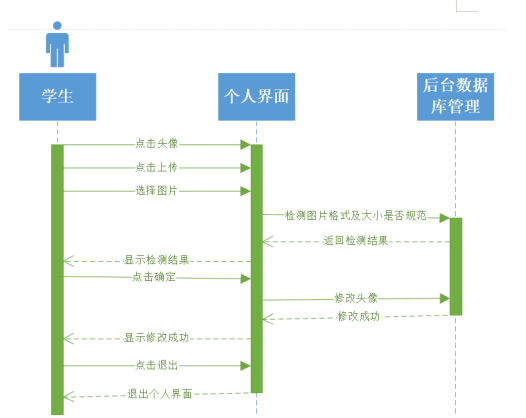 学生
个人界面
后台数据
库管理
点击头像
点击上传
选择图片
检测图片格式及大小是否规范
返回检测结果
显示检测结果
点击确定
修改头像
修改成功
显示修改成功
点击退出
退出个人界面